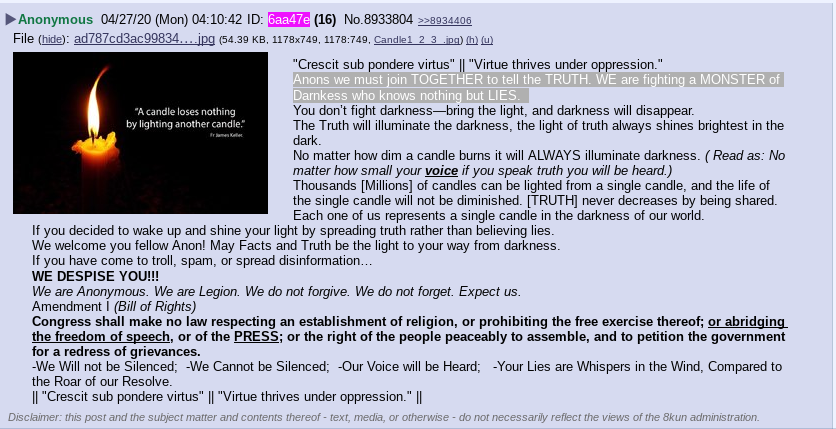 Anonymous 04/27/20 (Mon) 04:10:42 ID: 6aa47e (16) No.8933804 >>8934406
File (hide): ad787cd3ac99834….jpg (54.39 KB, 1178x749, 1178:749, Candle1_2_3_.jpg) (h) (u)
“A candle loses nothing
by lighting another candle.”
Fr James Keller.
"Crescit sub pondere virtus" || "Virtue thrives under oppression."
Anons we must join TOGETHER to tell the TRUTH. WE are fighting a MONSTER of
Darnkess who knows nothing but LIES.
You don’t fight darkness—bring the light, and darkness will disappear.
The Truth will illuminate the darkness, the light of truth always shines brightest in the
dark.
No matter how dim a candle burns it will ALWAYS illuminate darkness. ( Read as: No
matter how small your voice if you speak truth you will be heard.)
Thousands [Millions] of candles can be lighted from a single candle, and the life of
the single candle will not be diminished. [TRUTH] never decreases by being shared.
Each one of us represents a single candle in the darkness of our world.
If you decided to wake up and shine your light by spreading truth rather than believing lies.
We welcome you fellow Anon! May Facts and Truth be the light to your way from darkness.
If you have come to troll, spam, or spread disinformation…
WE DESPISE YOU!!!
We are Anonymous. We are Legion. We do not forgive. We do not forget. Expect us.
Amendment I (Bill of Rights)
Congress shall make no law respecting an establishment of religion, or prohibiting the free exercise thereof; or abridging
the freedom of speech, or of the PRESS; or the right of the people peaceably to assemble, and to petition the government
for a redress of grievances.
-We Will not be Silenced; -We Cannot be Silenced; -Our Voice will be Heard; -Your Lies are Whispers in the Wind, Compared to
the Roar of our Resolve.
|| "Crescit sub pondere virtus" || "Virtue thrives under oppression." ||
Disclaimer: this post and the subject matter and contents thereof - text, media, or otherwise - do not necessarily reflect the views of the 8kun administration.